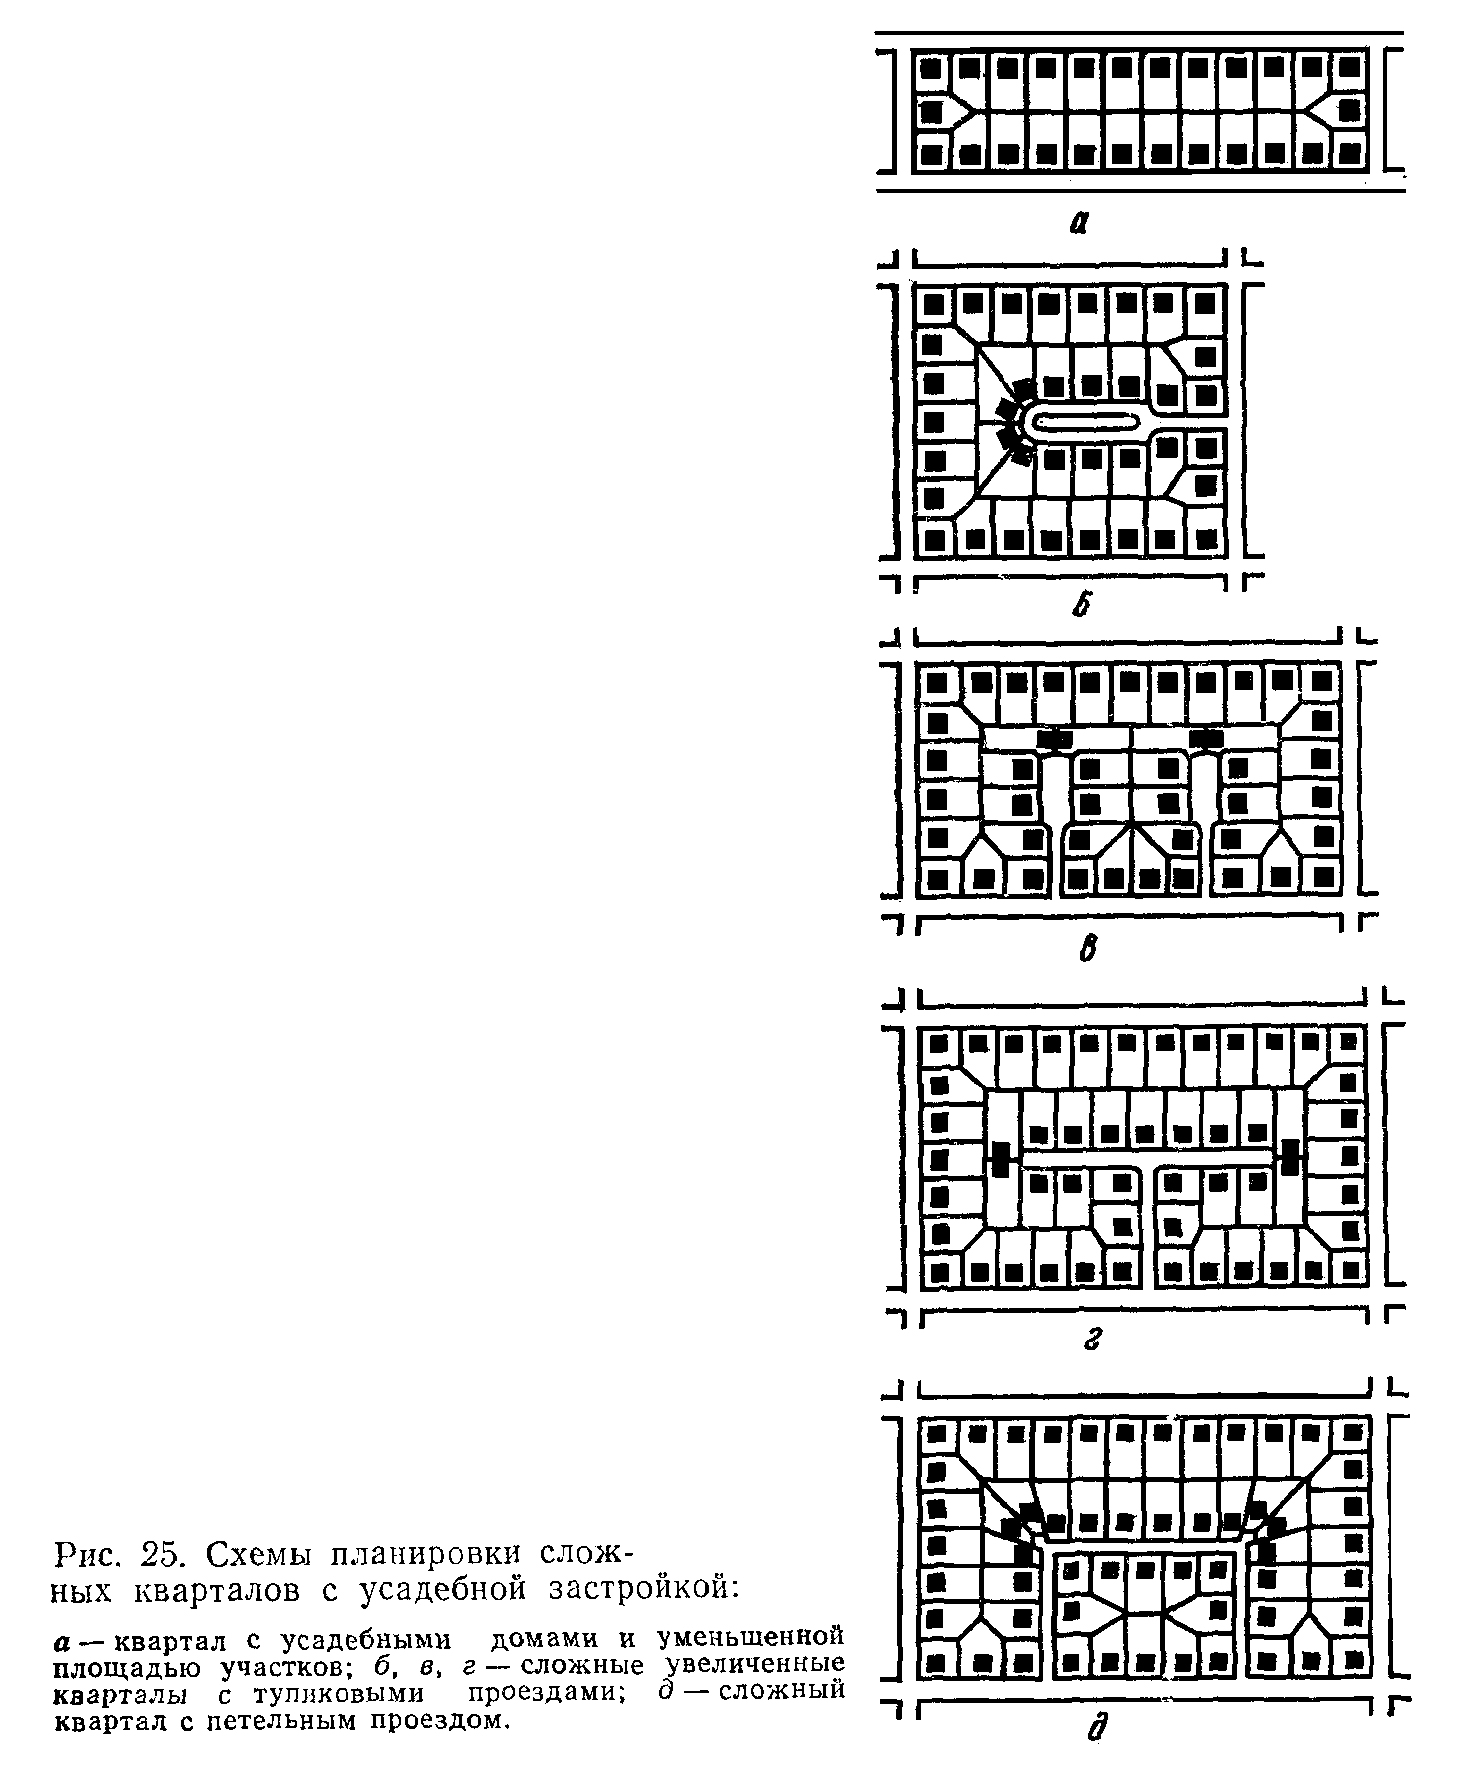 а
б
в
г
д
Рис. 25. Схемы планировки слож-
ных кварталов с усадебной застройкой:
а — квартал с усадебными домами и уменьшенной
площадью участков; б, в, г — сложные увеличенные
кварталы с тупиковыми проездами; д — сложный
квартал с петельным проездом.